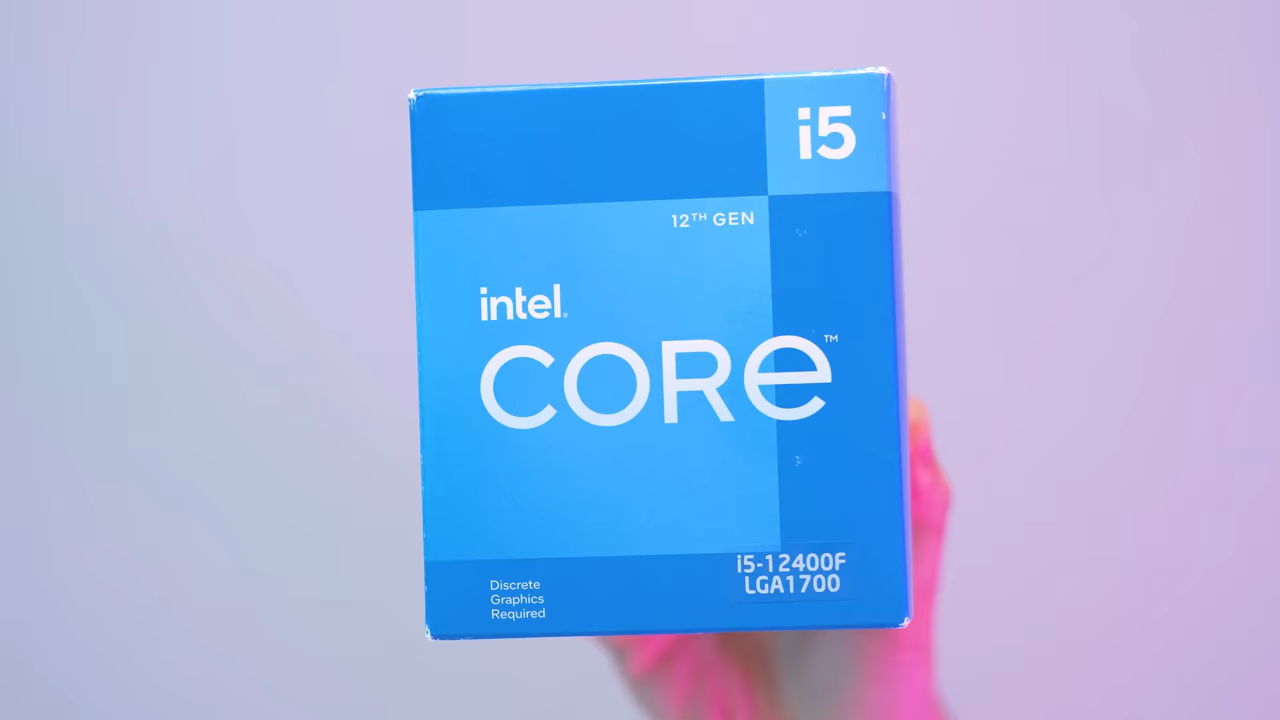 i5
12TH GEN
intel.
CORE™
Discrete
Graphics
Required
i5-12400F
LGA1700